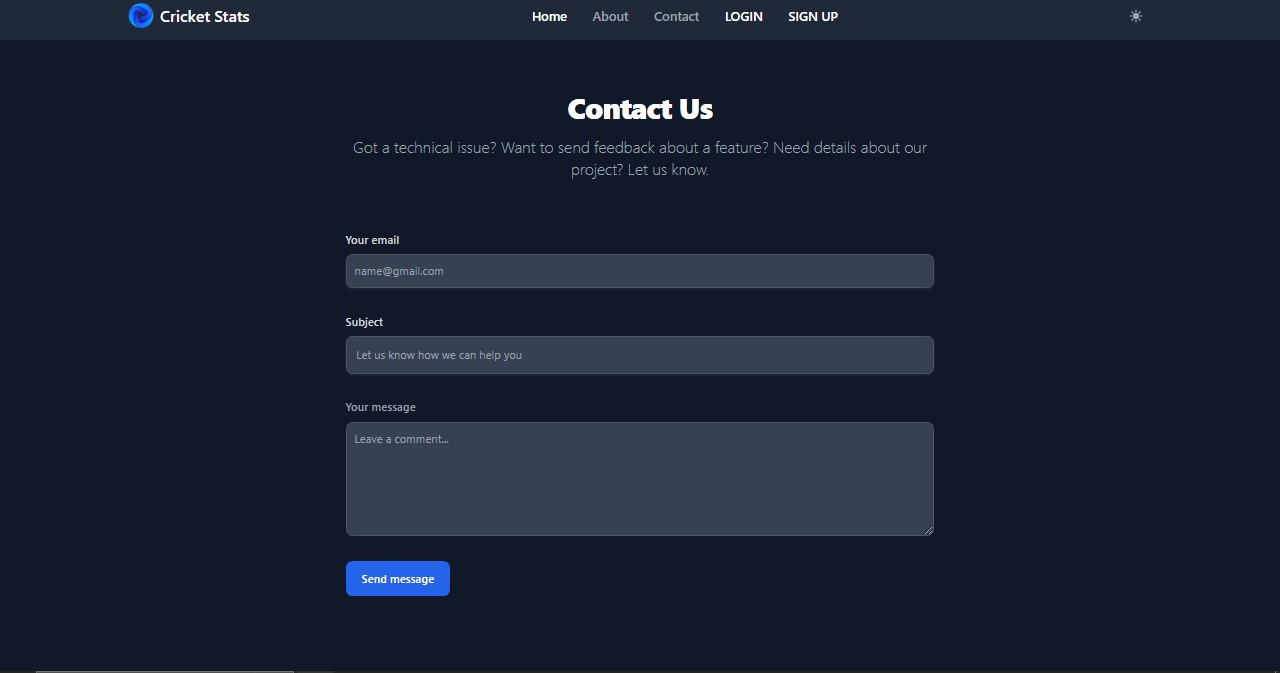 Cricket Stats
Home About Contact LOGIN SIGN UP
Contact Us
Got a technical issue? Want to send feedback about a feature? Need details about our
project? Let us know.
Your email
name@gmail.com
Subject
Let us know how we can help you
Your message
Leave a comment...
Send message